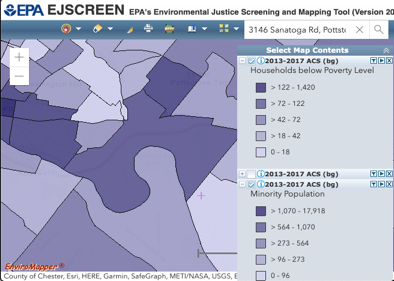 EPA EJSCREEN EPA's Environmental Justice Screening and Mapping Tool (Version 20
3146 Sanatoga Rd, Pottst
Select Map Contents
2013-2017 ACS (bg)
Households below Poverty Level
> 122 - 1,420
> 72 - 122
> 42 - 72
> 18 - 42
0 - 18
2013-2017 ACS (bg)
2013-2017 ACS (bg)
Minority Population
> 1,070 - 17,918
> 564 - 1,070
> 273 - 564
> 96 - 273
0 - 96
EnviroMapper ®
County of Chester, Esri, HERE, Garmin, SafeGraph, METI/NASA, USGS, E